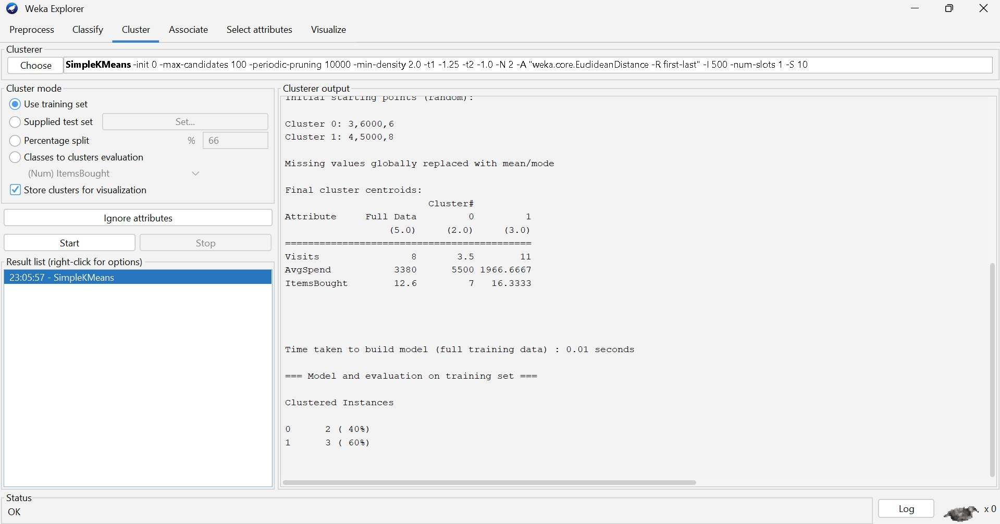 Weka Explorer
Preprocess Classify Cluster Associate Select attributes Visualize
Clusterer
Choose SimpleKMeans -init 0 -max-candidates 100 -periodic-pruning 10000 -min-density 2.0 -t1 -1.25 -t2 -1.0 -N 2 -A "weka.core.EuclideanDistance -R first-last" -I 500 -num-slots 1 -S 10
Cluster mode
Use training set
Supplied test set Set...
Percentage split % 66
Classes to clusters evaluation
(Num) ItemsBought
Store clusters for visualization
Ignore attributes
Start Stop
Result list (right-click for options)
23:05:57 - SimpleKMeans
Clusterer output
Initial starting points (random):
Cluster 0: 3,6000,6
Cluster 1: 4,5000,8
Missing values globally replaced with mean/mode
Final cluster centroids:
Cluster#
Attribute Full Data 0 1
(5.0) (2.0) (3.0)
===========================================
Visits 8 3.5 11
AvgSpend 3380 5500 1966.6667
ItemsBought 12.6 7 16.3333
Time taken to build model (full training data) : 0.01 seconds
=== Model and evaluation on training set ===
Clustered Instances
0 2 ( 40%)
1 3 ( 60%)
Status
OK
Log x 0